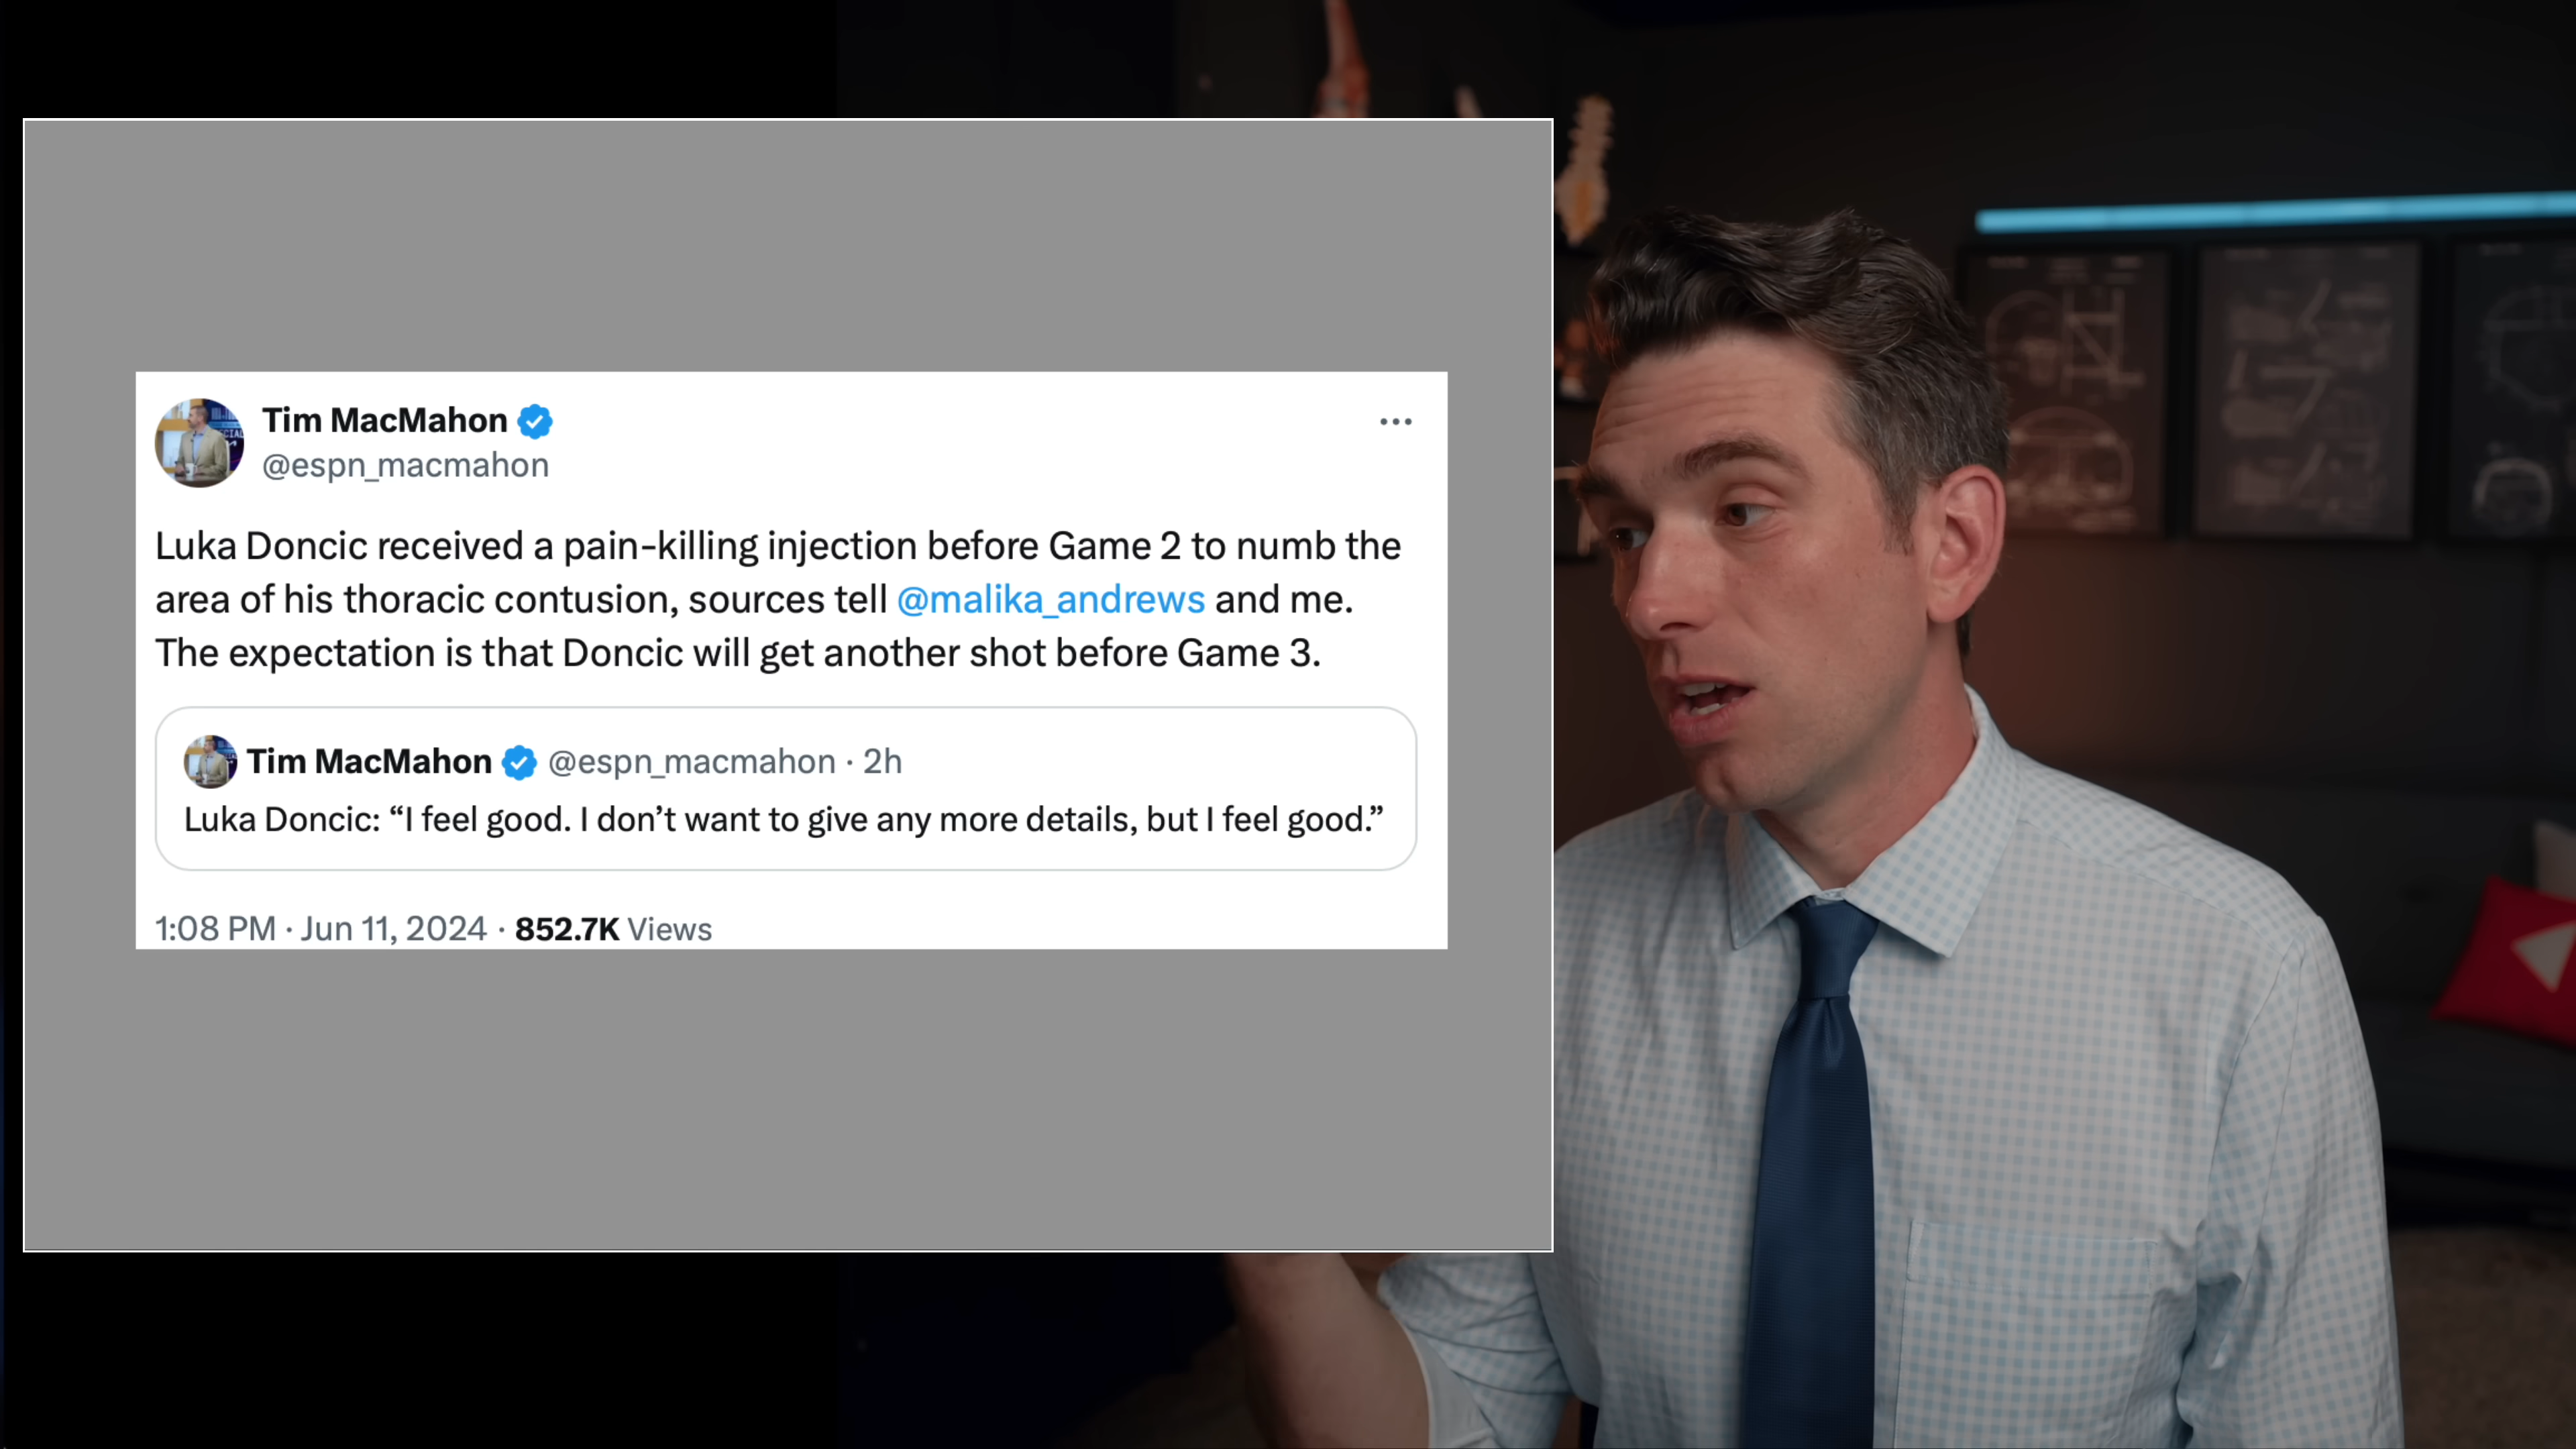 Tim MacMahon
@espn_macmahon
Luka Doncic received a pain-killing injection before Game 2 to numb the
area of his thoracic contusion, sources tell @malika_andrews and me.
The expectation is that Doncic will get another shot before Game 3.
Tim MacMahon @espn_macmahon · 2h
Luka Doncic: “I feel good. I don’t want to give any more details, but I feel good.”
1:08 PM · Jun 11, 2024 · 852.7K Views